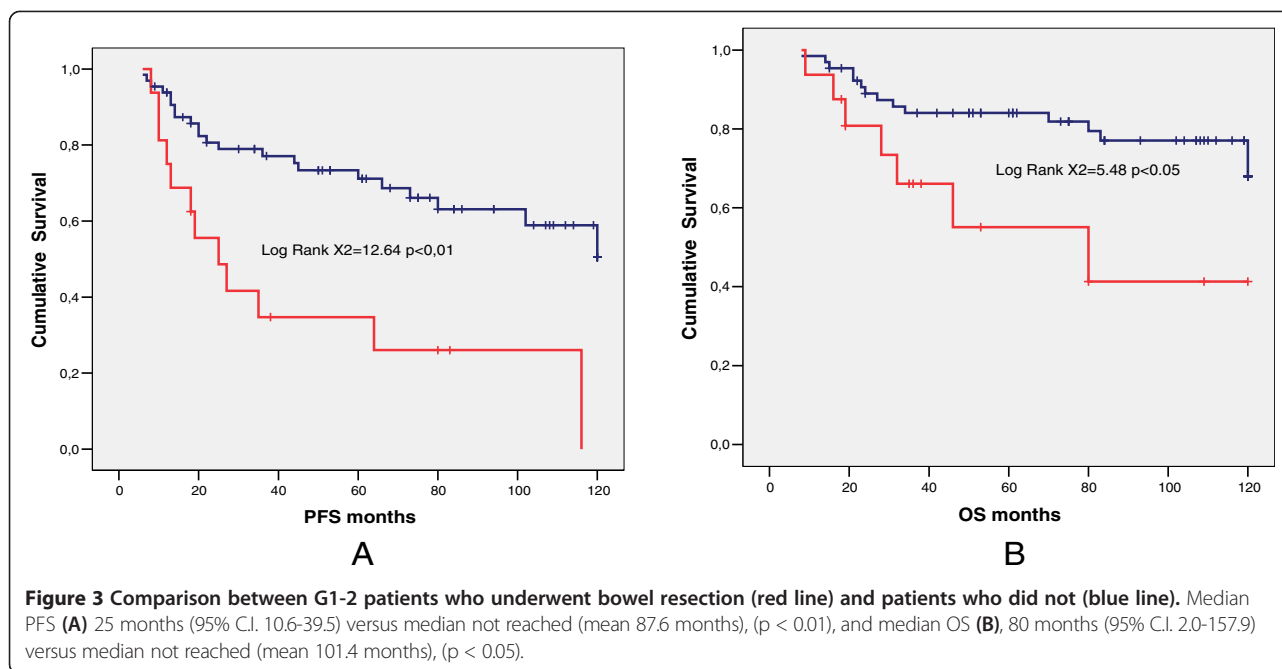 1,0
0,8
0,6
0,4
0,2
0,0
Cumulative Survival
Log Rank X2=12.64 p<0,01
0 20 40 60 80 100 120
PFS months
A
1,0
0,8
0,6
0,4
0,2
0,0
Cumulative Survival
Log Rank X2=5.48 p<0.05
0 20 40 60 80 100 120
OS months
B
Figure 3 Comparison between G1-2 patients who underwent bowel resection (red line) and patients who did not (blue line). Median
PFS (A) 25 months (95% C.I. 10.6-39.5) versus median not reached (mean 87.6 months), (p < 0.01), and median OS (B), 80 months (95% C.I. 2.0-157.9)
versus median not reached (mean 101.4 months), (p < 0.05).